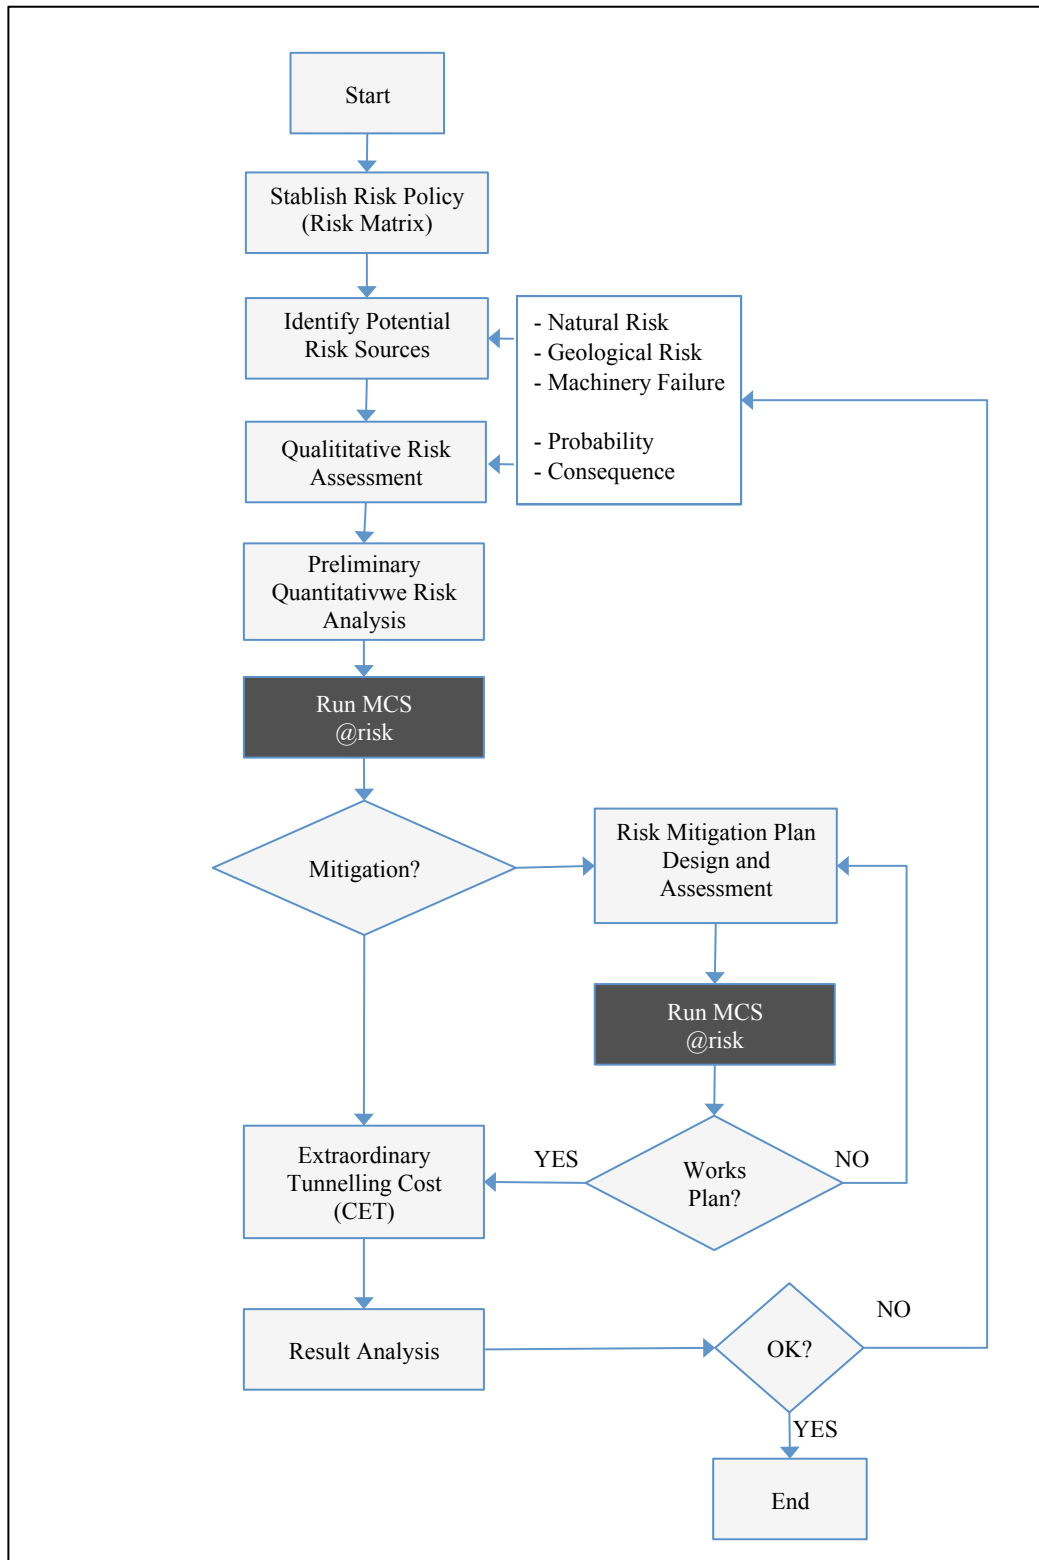 Start
Stablish Risk Policy
(Risk Matrix)
Identify Potential
Risk Sources
- Natural Risk
- Geological Risk
- Machinery Failure
- Probability
- Consequence
Qualititative Risk
Assessment
Preliminary
Quantitativwe Risk
Analysis
Run MCS
@risk
Mitigation?
Risk Mitigation Plan
Design and
Assessment
Run MCS
@risk
Works
Plan?
YES
NO
Extraordinary
Tunnelling Cost
(CET)
Result Analysis
OK?
NO
YES
End